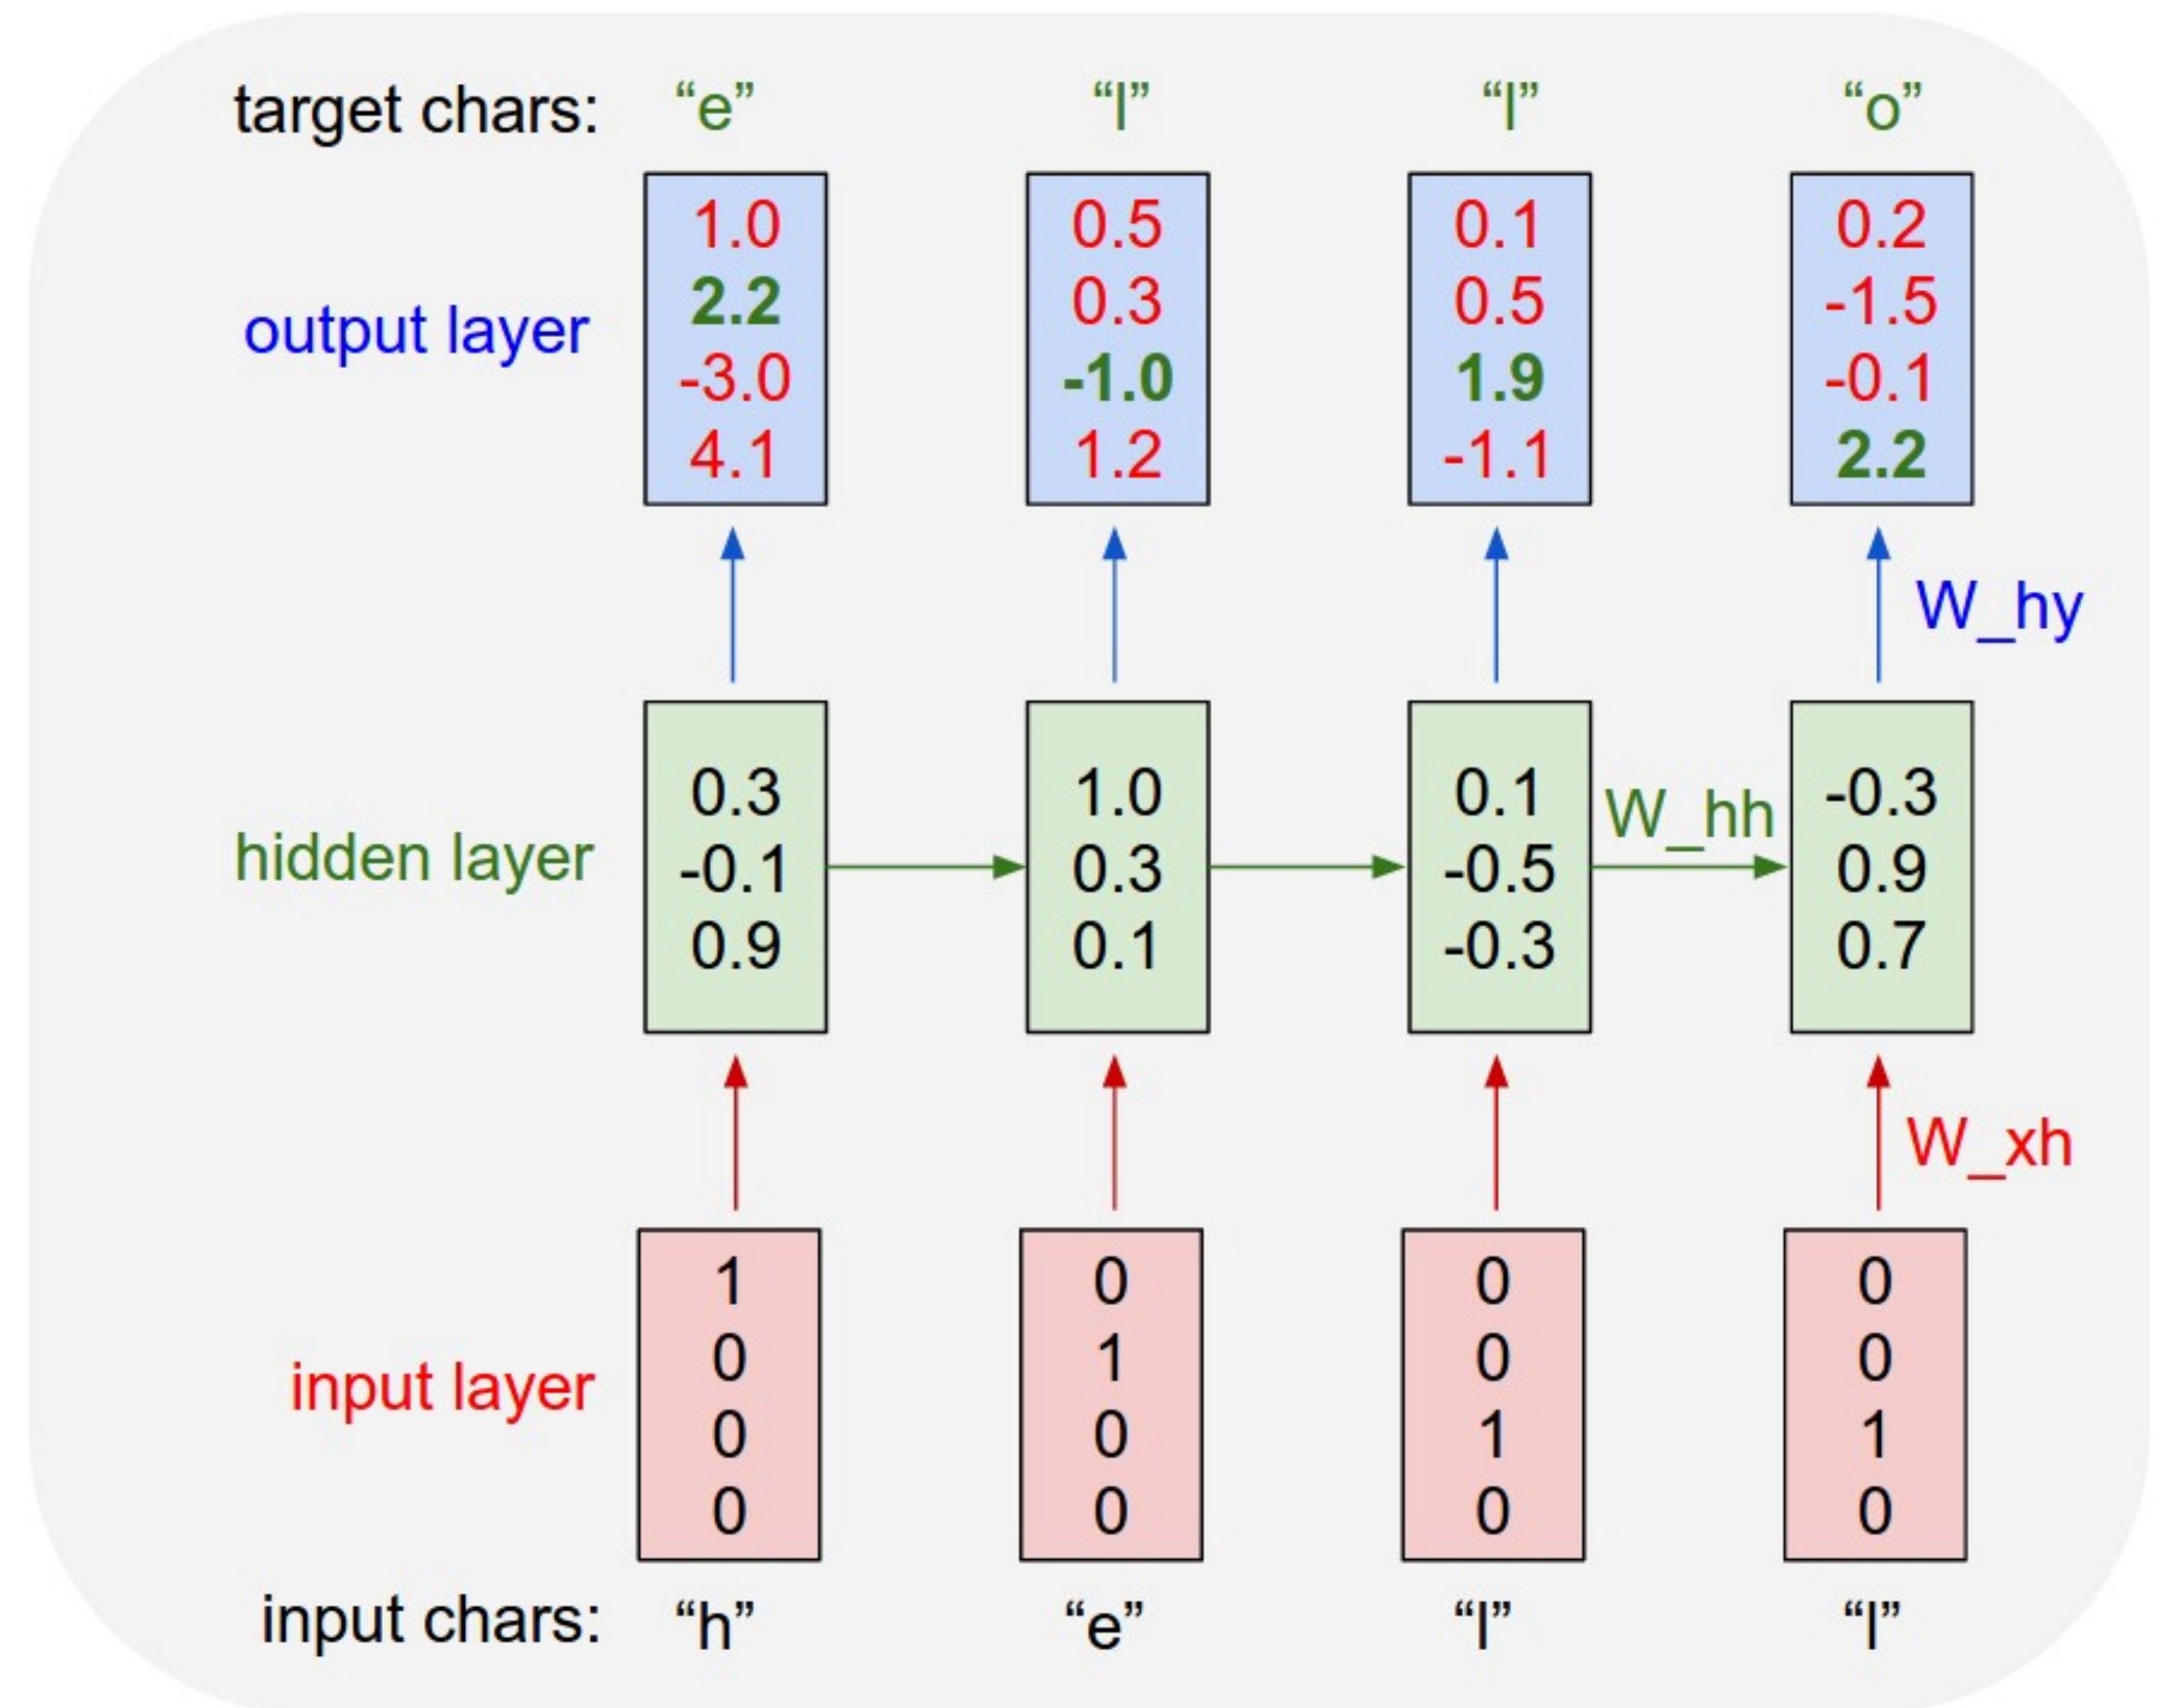 target chars: “e” “l” “l” “o”
1.0 0.5 0.1 0.2
2.2 0.3 0.5 -1.5
output layer
-3.0 -1.0 1.9 -0.1
4.1 1.2 -1.1 2.2
W_hy
0.3 1.0 0.1 -0.3
W_hh
hidden layer
-0.1 0.3 -0.5 0.9
0.9 0.1 -0.3 0.7
W_xh
1 0 0 0
0 1 0 0
input layer
0 0 1 1
0 0 0 0
input chars: “h” “e” “l” “l”